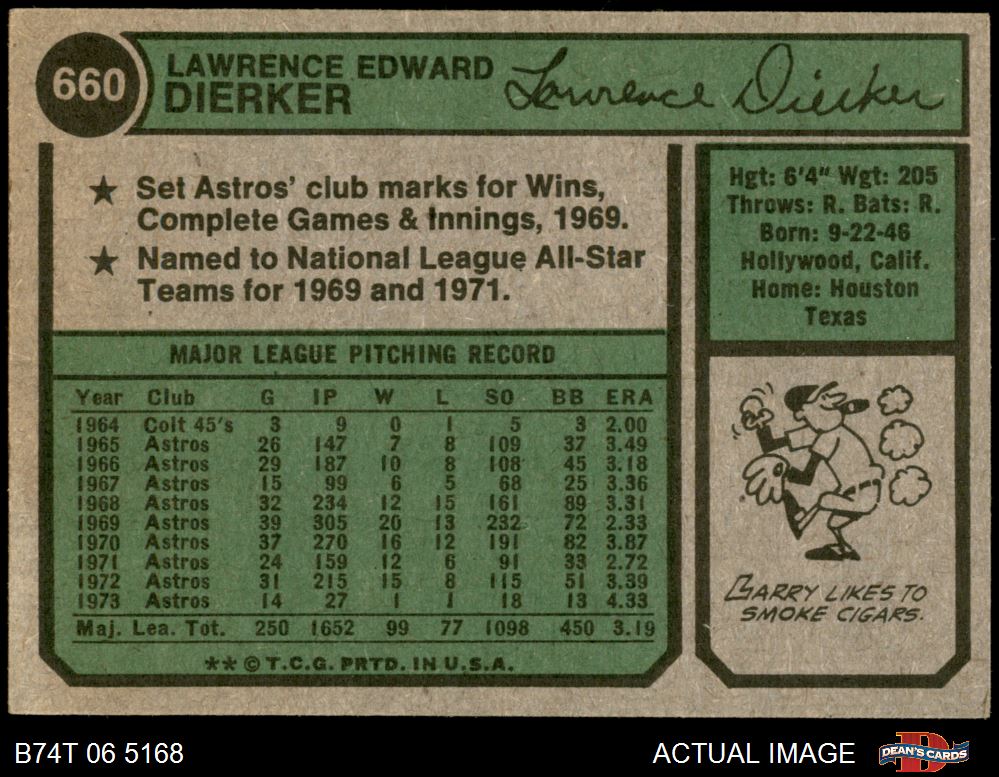 660
LAWRENCE EDWARD
DIERKER
Lawrence Dierker
★ Set Astros' club marks for Wins,
Complete Games & Innings, 1969.
★ Named to National League All-Star
Teams for 1969 and 1971.
Hgt: 6'4" Wgt: 205
Throws: R. Bats: R.
Born: 9-22-46
Hollywood, Calif.
Home: Houston
Texas
MAJOR LEAGUE PITCHING RECORD
Year Club G IP W L SO BB ERA
1964 Colt 45's 3 9 0 1 5 3 2.00
1965 Astros 26 147 7 8 109 37 3.49
1966 Astros 29 187 10 8 108 45 3.18
1967 Astros 15 99 6 5 68 25 3.36
1968 Astros 32 234 12 15 161 89 3.31
1969 Astros 39 305 20 13 232 72 2.33
1970 Astros 37 270 16 12 191 82 3.87
1971 Astros 24 159 12 6 91 33 2.72
1972 Astros 31 215 15 8 115 51 3.39
1973 Astros 14 27 1 1 18 13 4.33
Maj. Lea. Tot. 250 1652 99 77 1098 450 3.19
** © T.C.G. PRTD. IN U.S.A.
LARRY LIKES TO
SMOKE CIGARS.
B74T 06 5168
ACTUAL IMAGE
DEAN'S CARDS